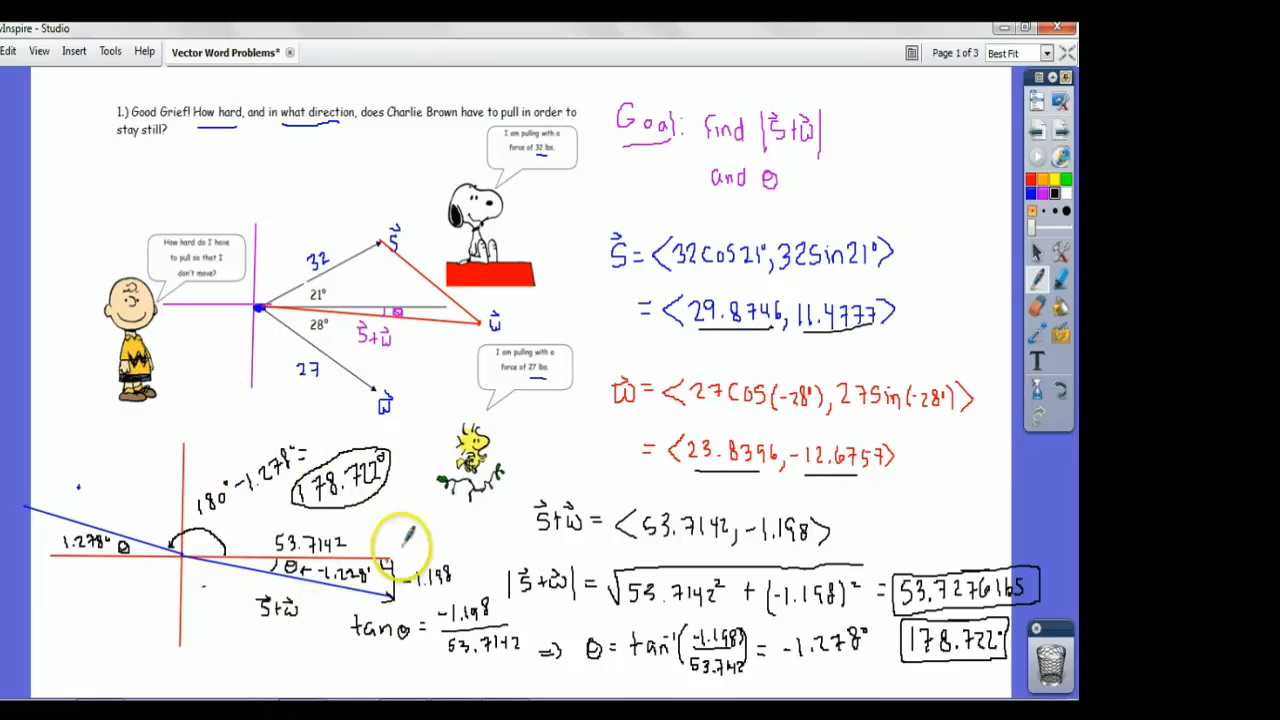 wInspire - Studio
Edit View Insert Tools Help
Vector Word Problems*
Page 1 of 3
Best Fit
1.) Good Grief! How hard, and in what direction, does Charlie Brown have to pull in order to
stay still?
I am pulling with a
force of 32 lbs.
Goal: Find |S+W|
and θ
How hard do I have
to pull so that I
don't move?
32
S
21°
28°
θ
S+W
W
27
W
I am pulling with a
force of 27 lbs.
S = <32cos21°, 32sin21°>
= <29.8746, 11.4777>
W = <27cos(-28°), 27sin(-28°)>
= <23.8396, -12.6757>
180° -1.278° =
178.722°
1.278° θ
53.7142
θ ← -1.228°
-1.198
S+W
tanθ = -1.198
53.7142
S+W = <53.7142, -1.198>
|S+W| = √53.7142² + (-1.198)² = 53.7276165
⇒ θ = tan⁻¹(-1.198/53.742) = -1.278°
178.722°
T